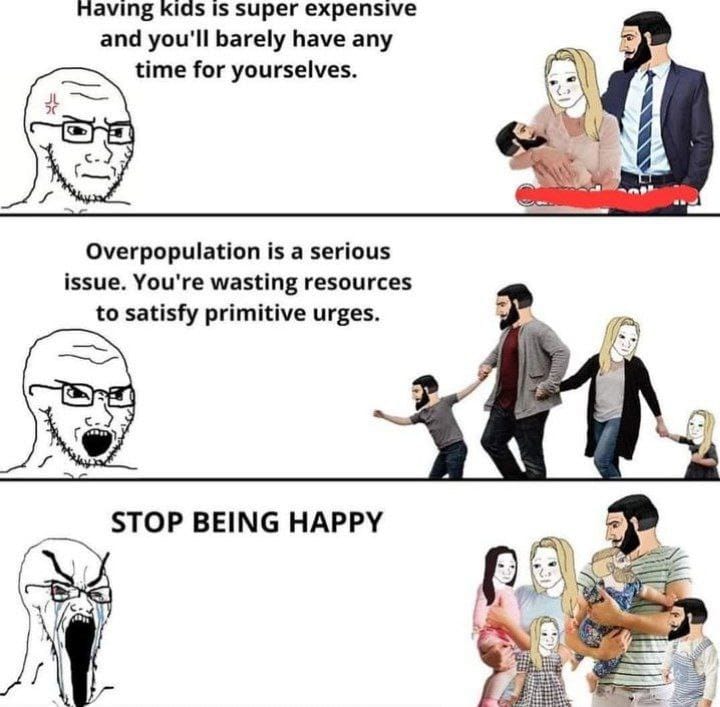 Having kids is super expensive
and you'll barely have any
time for yourselves.
Overpopulation is a serious
issue. You're wasting resources
to satisfy primitive urges.
STOP BEING HAPPY